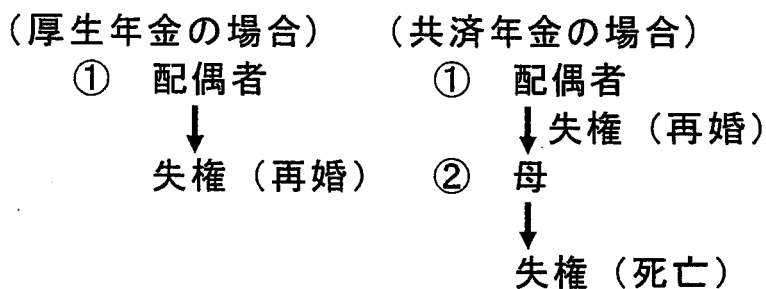 （厚生年金の場合）　（共済年金の場合）
①　配偶者　①　配偶者
失権（再婚）
失権（再婚）　②　母
失権（死亡）